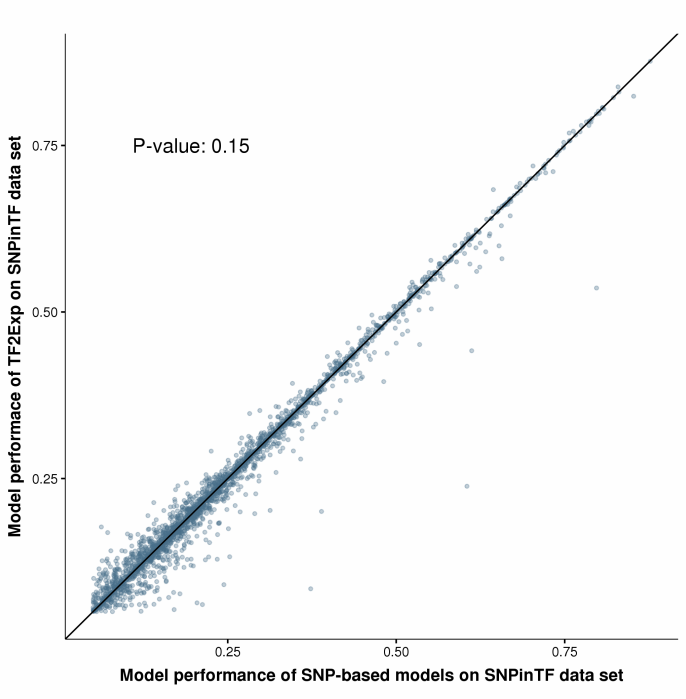 P-value: 0.15
Model performace of TF2Exp on SNPinTF data set
0.75
0.50
0.25
0.25
0.50
0.75
Model performance of SNP-based models on SNPinTF data set